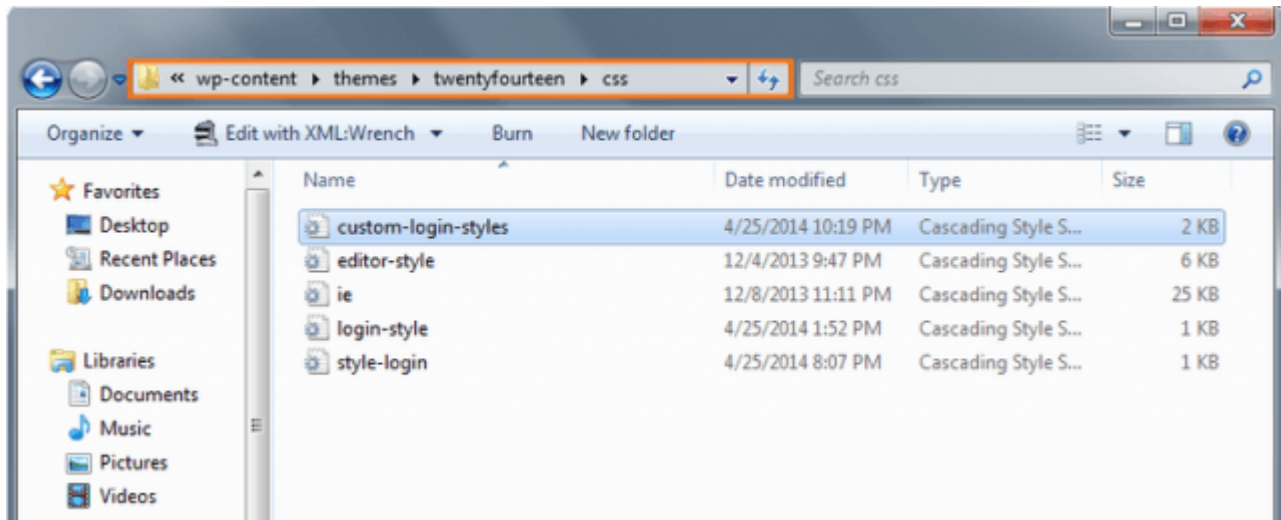 « wp-content ▸ themes ▸ twentyfourteen ▸ css Search css
Organize Edit with XML:Wrench Burn New folder
Name Date modified Type Size
Favorites
Desktop
Recent Places
Downloads
Libraries
Documents
Music
Pictures
Videos
custom-login-styles 4/25/2014 10:19 PM Cascading Style S... 2 KB
editor-style 12/4/2013 9:47 PM Cascading Style S... 6 KB
ie 12/8/2013 11:11 PM Cascading Style S... 25 KB
login-style 4/25/2014 1:52 PM Cascading Style S... 1 KB
style-login 4/25/2014 8:07 PM Cascading Style S... 1 KB